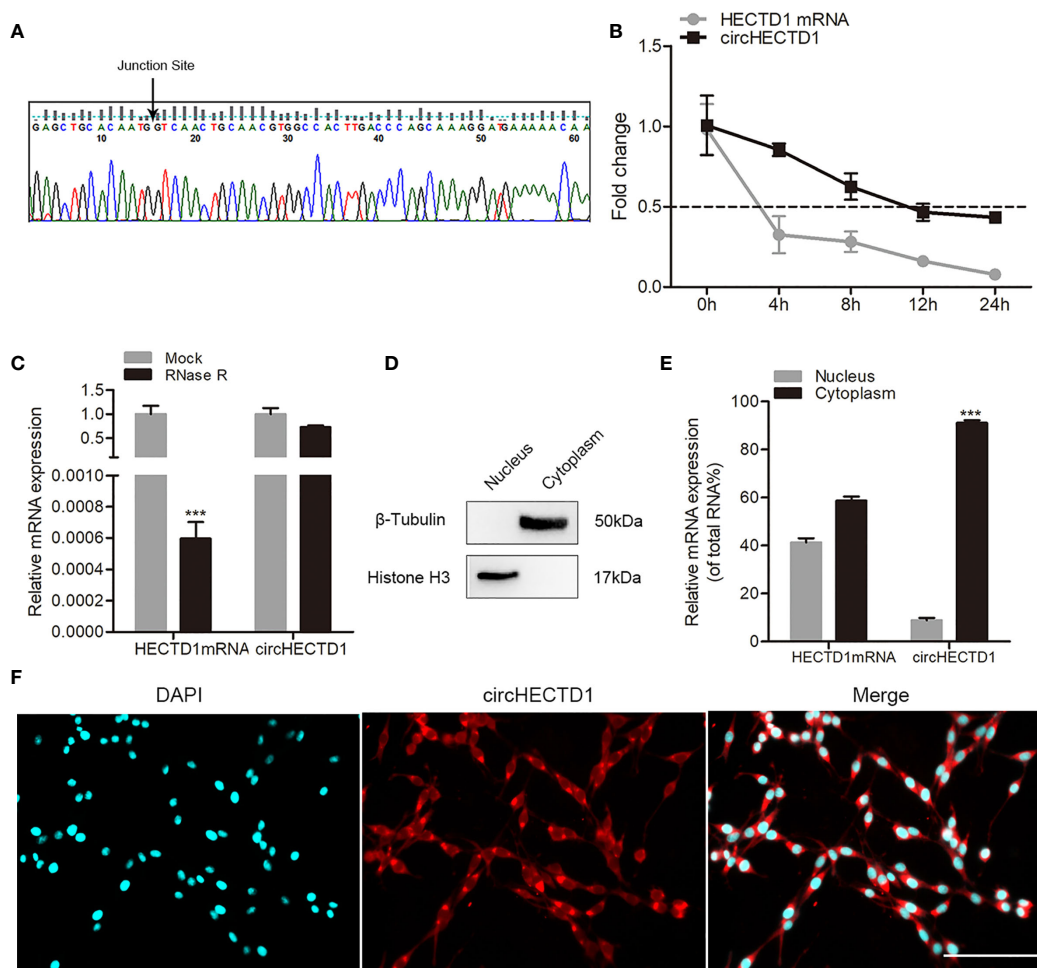 A
Junction Site
GAGCTGCACAATGGTCAACTGCAACGTGGCCACTTGACCCAGCAAAGGATGAAAAACAA
10 20 30 40 50 60
B
HECTD1 mRNA
circHECTD1
Fold change
1.5
1.0
0.5
0.0
0h 4h 8h 12h 24h
C
Mock
RNase R
Relative mRNA expression
1.5
1.0
0.5
0.0010
0.0008
0.0006
0.0004
0.0002
0.0000
***
HECTD1mRNA circHECTD1
D
Nucleus Cytoplasm
β-Tubulin 50kDa
Histone H3 17kDa
E
Nucleus
Cytoplasm
Relative mRNA expression
(of total RNA%)
100
80
60
40
20
0
***
HECTD1mRNA circHECTD1
F
DAPI circHECTD1 Merge